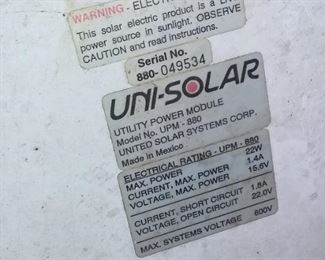 WARNING - ELECT
This solar electric product is a LIVE
power source in sunlight. OBSERVE
CAUTION and read instructions.
Serial No.
880- 049534
UNI-SOLAR
UTILITY POWER MODULE
Model No. UPM - 880
UNITED SOLAR SYSTEMS CORP.
Made in Mexico
ELECTRICAL RATING - UPM - 880
MAX. POWER 22W
CURRENT, MAX. POWER 1.4A
VOLTAGE, MAX. POWER 15.6V
CURRENT, SHORT CIRCUIT 1.8A
VOLTAGE, OPEN CIRCUIT 22.0V
MAX. SYSTEMS VOLTAGE 600V